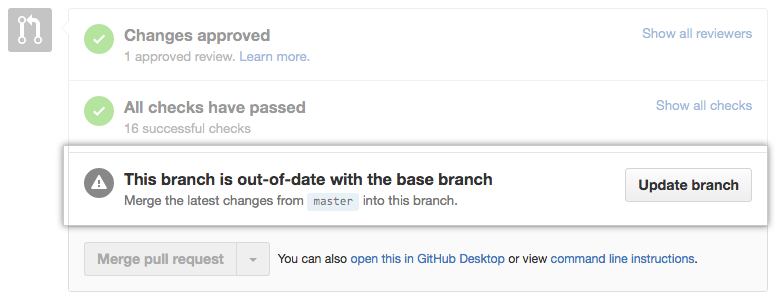 Changes approved
Show all reviewers
1 approved review. Learn more.
All checks have passed
Show all checks
16 successful checks
This branch is out-of-date with the base branch
Update branch
Merge the latest changes from master into this branch.
Merge pull request
You can also open this in GitHub Desktop or view command line instructions.